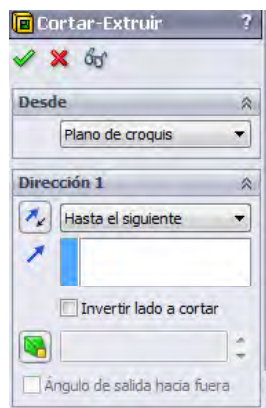 Cortar-Extruir ?
Desde
Plano de croquis
Dirección 1
Hasta el siguiente
Invertir lado a cortar
Ángulo de salida hacia fuera